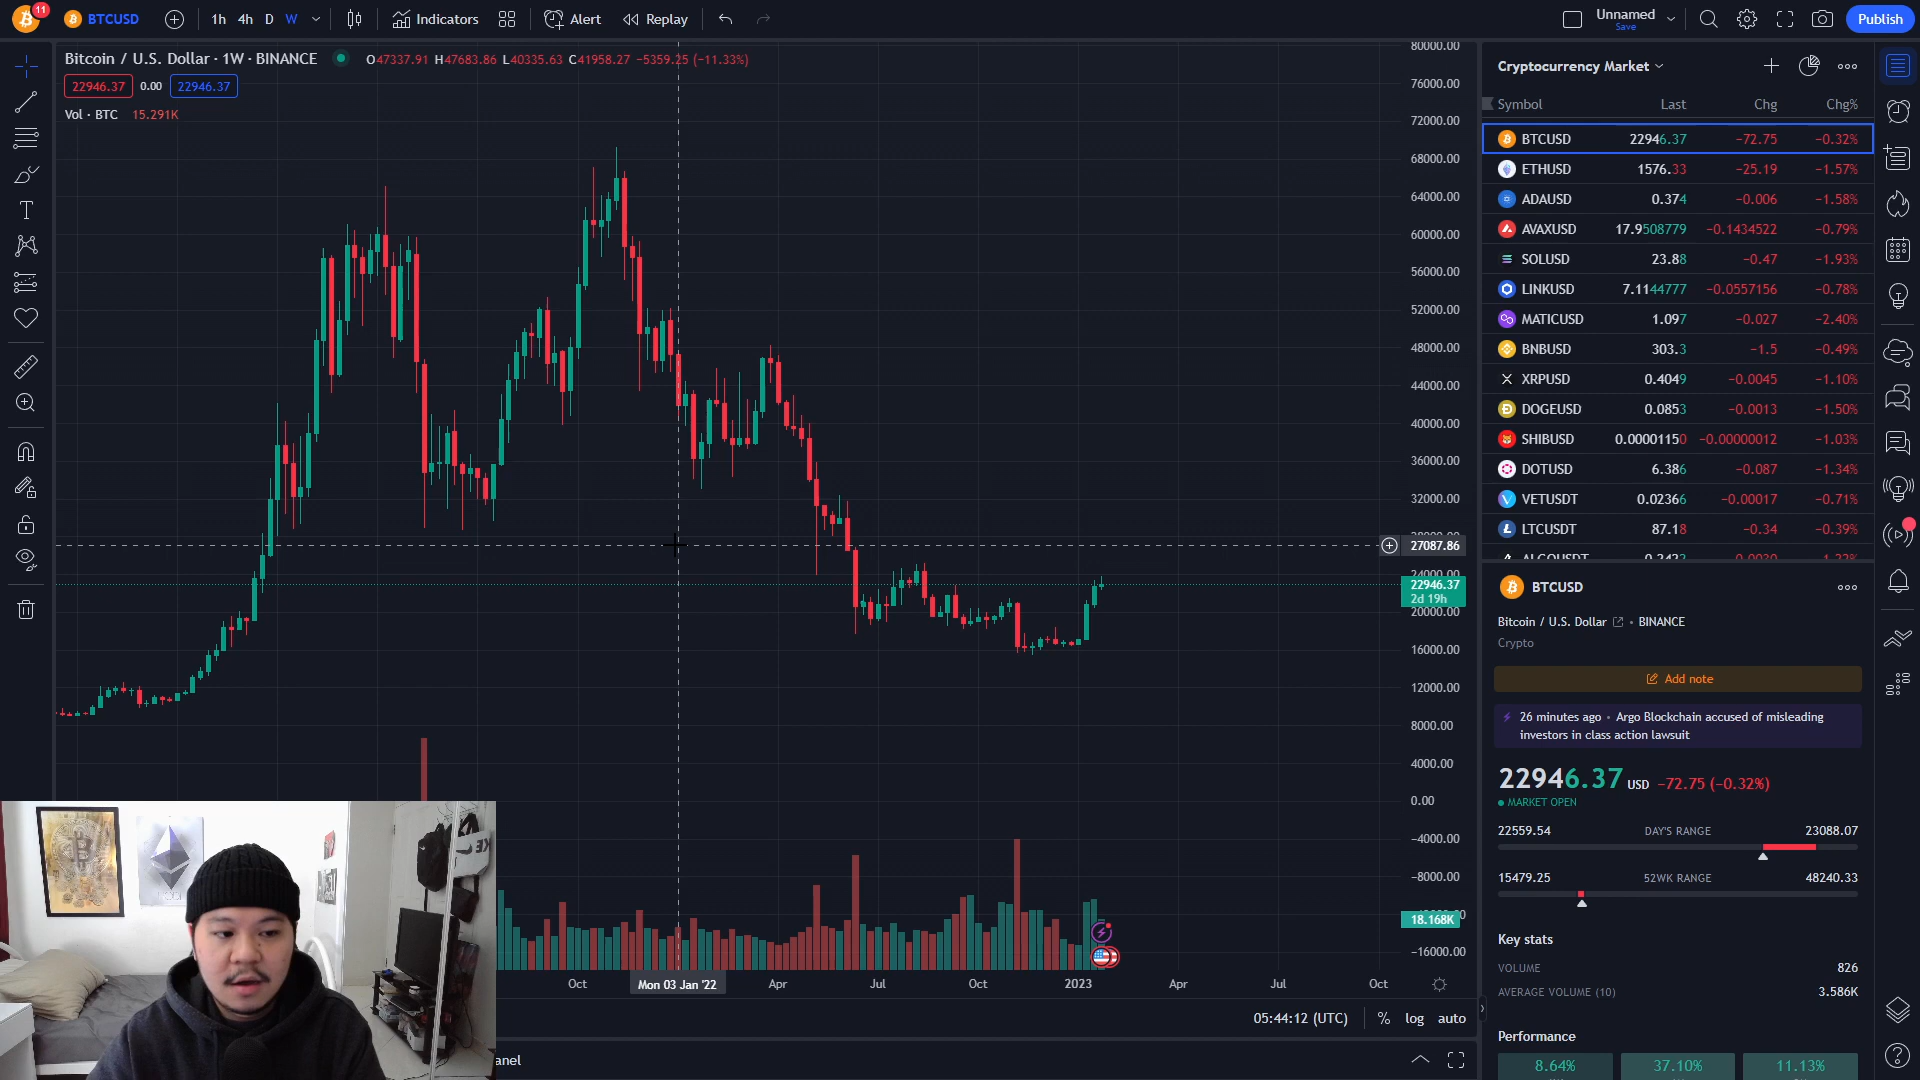 11
BTCUSD
1h 4h D W
Indicators
Alert
Replay
Unnamed
Save
Publish
Bitcoin / U.S. Dollar · 1W · BINANCE
O47337.91 H47683.86 L40335.63 C41958.27 −5359.25 (−11.33%)
22946.37 0.00 22946.37
Vol · BTC 15.291K
80000.00
76000.00
72000.00
68000.00
64000.00
60000.00
56000.00
52000.00
48000.00
44000.00
40000.00
36000.00
32000.00
28000.00
27087.86
24000.00
22946.37
2d 19h
20000.00
16000.00
12000.00
8000.00
4000.00
0.00
−4000.00
−8000.00
18.168K
−16000.00
Oct Mon 03 Jan '22 Apr Jul Oct 2023 Apr Jul Oct
05:44:12 (UTC) % log auto
anel
Cryptocurrency Market
Symbol Last Chg Chg%
BTCUSD 22946.37 −72.75 −0.32%
ETHUSD 1576.33 −25.19 −1.57%
ADAUSD 0.374 −0.006 −1.58%
AVAXUSD 17.9508779 −0.1434522 −0.79%
SOLUSD 23.88 −0.47 −1.93%
LINKUSD 7.1144777 −0.0557156 −0.78%
MATICUSD 1.097 −0.027 −2.40%
BNBUSD 303.3 −1.5 −0.49%
XRPUSD 0.4049 −0.0045 −1.10%
DOGEUSD 0.0853 −0.0013 −1.50%
SHIBUSD 0.00001150 −0.00000012 −1.03%
DOTUSD 6.386 −0.087 −1.34%
VETUSDT 0.02366 −0.00017 −0.71%
LTCUSDT 87.18 −0.34 −0.39%
BTCUSD
Bitcoin / U.S. Dollar • BINANCE
Crypto
Add note
26 minutes ago • Argo Blockchain accused of misleading
investors in class action lawsuit
22946.37 USD −72.75 (−0.32%)
MARKET OPEN
22559.54 DAY'S RANGE 23088.07
15479.25 52WK RANGE 48240.33
Key stats
VOLUME 826
AVERAGE VOLUME (10) 3.586K
Performance
8.64% 37.10% 11.13%